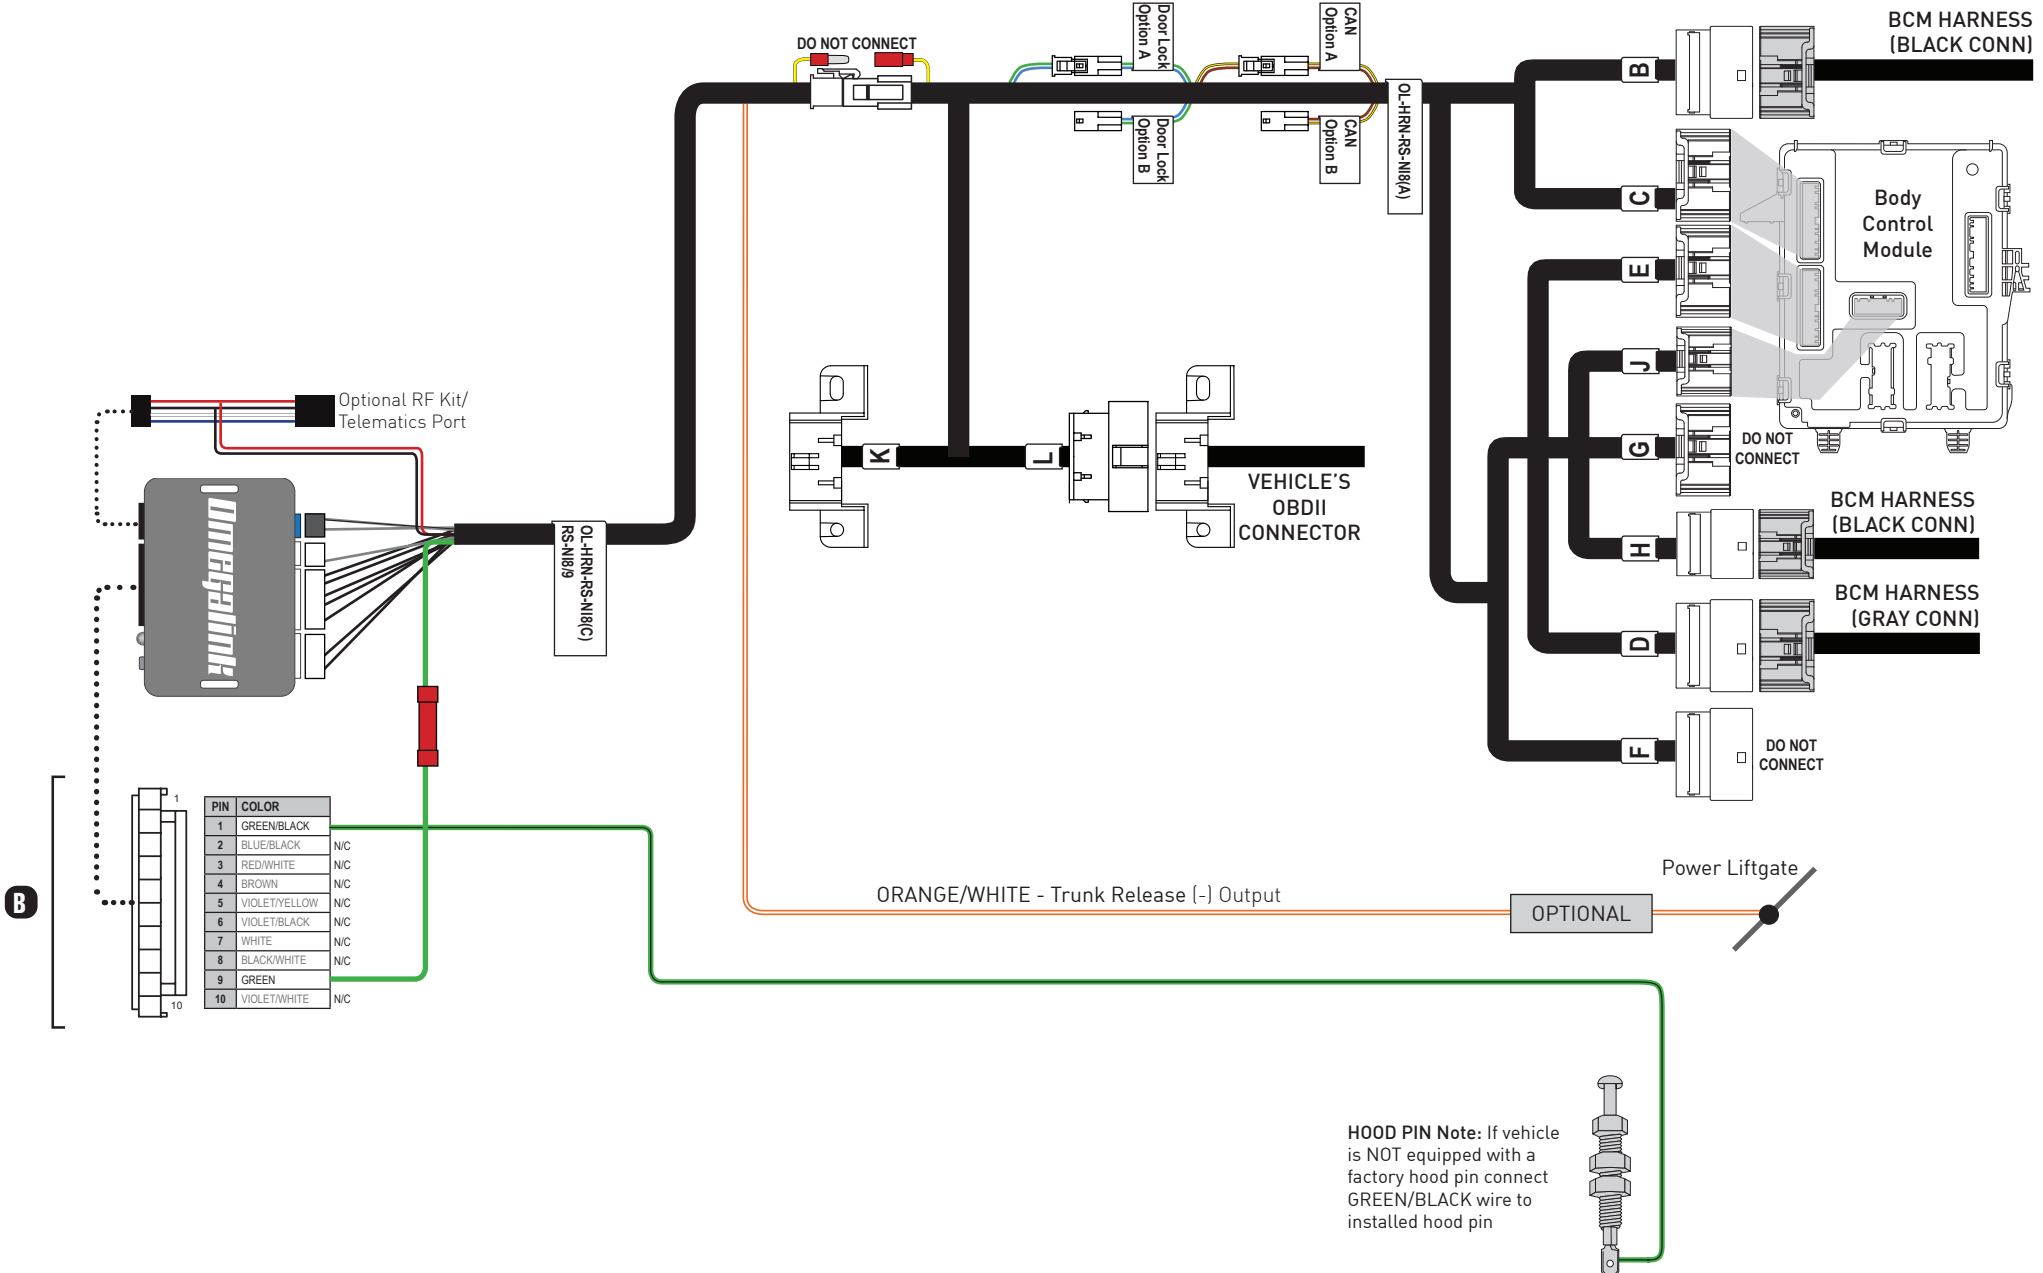 DO NOT CONNECT
Door Lock
Option A
CAN
Option A
Door Lock
Option B
CAN
Option B
OL-HRN-RS-NI8(A)
BCM HARNESS
(BLACK CONN)
B
C
E
J
G
H
D
F
Body
Control
Module
DO NOT
CONNECT
BCM HARNESS
(BLACK CONN)
BCM HARNESS
(GRAY CONN)
DO NOT
CONNECT
K
L
VEHICLE'S
OBDII
CONNECTOR
Optional RF Kit/
Telematics Port
Omegalink
OL-HRN-RS-NI8(C)
RS-NI8/9
B
1
10
PIN COLOR
1 GREEN/BLACK
2 BLUE/BLACK N/C
3 RED/WHITE N/C
4 BROWN N/C
5 VIOLET/YELLOW N/C
6 VIOLET/BLACK N/C
7 WHITE N/C
8 BLACK/WHITE N/C
9 GREEN
10 VIOLET/WHITE N/C
ORANGE/WHITE - Trunk Release (-) Output
OPTIONAL
Power Liftgate
HOOD PIN Note: If vehicle
is NOT equipped with a
factory hood pin connect
GREEN/BLACK wire to
installed hood pin